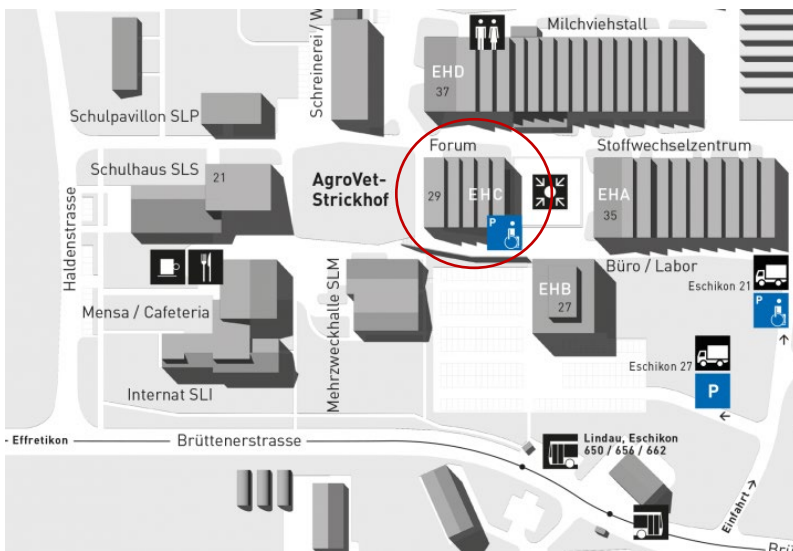 Milchviehstall
Schreinerei / W
EHD
37
Schulpavillon SLP
Forum
Stoffwechselzentrum
Schulhaus SLS
21
AgroVet-
Strickhof
29
EHC
EHA
35
P
Haldenstrasse
Büro / Labor
Eschikon 21
P
EHB
27
Mensa / Cafeteria
Mehrzweckhalle SLM
Eschikon 27
P
Internat SLI
- Effretikon
Brüttenerstrasse
Lindau, Eschikon
650 / 656 / 662
Einfahrt
Brü